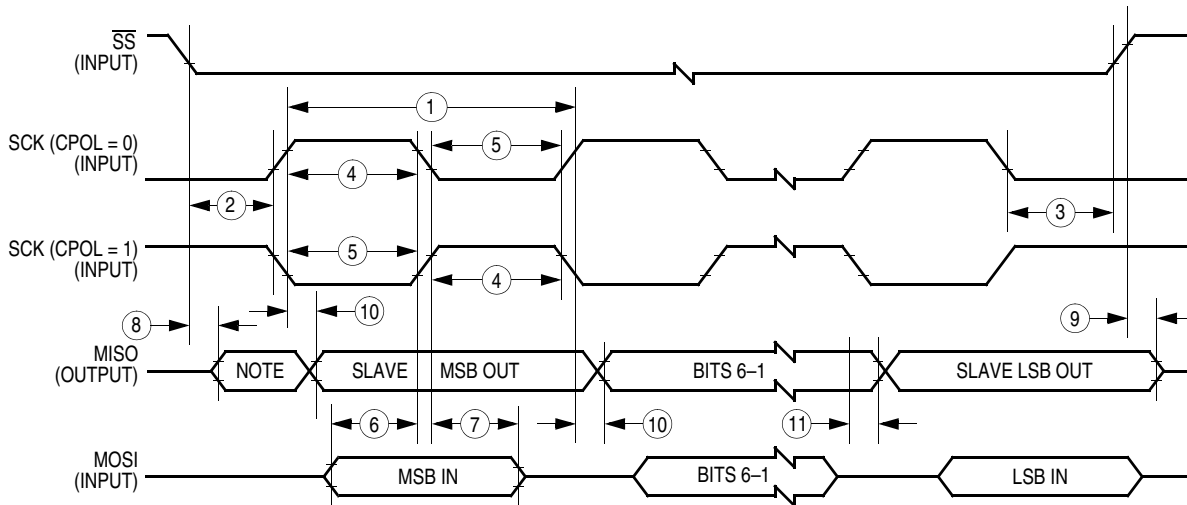 SS
(INPUT)
1
SCK (CPOL = 0)
(INPUT)
5
4
2
3
SCK (CPOL = 1)
(INPUT)
5
4
8
10
9
MISO
(OUTPUT)
NOTE
SLAVE MSB OUT
BITS 6–1
SLAVE LSB OUT
6
7
10
11
MOSI
(INPUT)
MSB IN
BITS 6–1
LSB IN